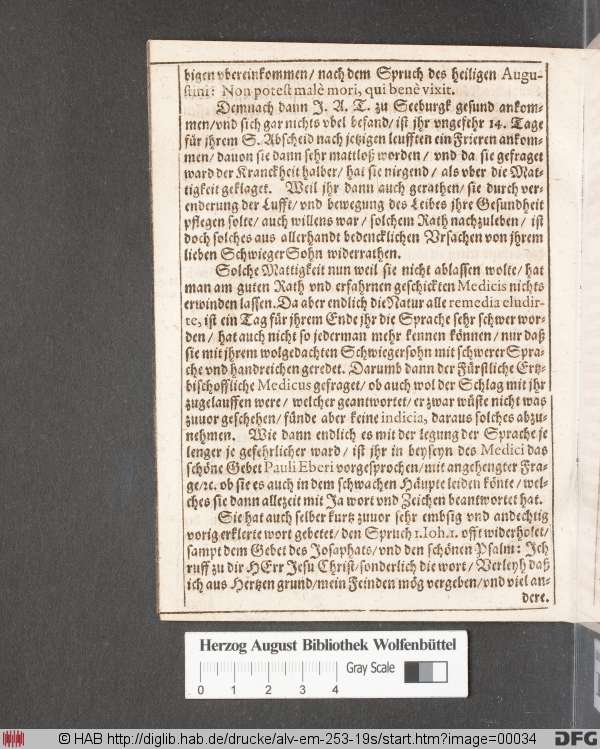 bigen vbereinkommen/ nach dem Spruch des heiligen Augu-
stini: Non potest malè mori, qui benè vixit.
Demnach dann J. A. T. zu Seeburgk gesund ankom-
men/vnd sich gar nichts vbel befand/ ist jhr vngefehr 14. Tage
für jhrem S. Abscheid nach jetzigen leufften ein Frieren ankom-
men/ dauon sie dann sehr mattloß worden/ vnd da sie gefraget
ward der Kranckheit halber/ hat sie nirgend/ als vber die Mat-
tigkeit geklaget. Weil jhr dann auch gerathen/ sie durch ver-
enderung der Lufft/ vnd bewegung des Leibes jhre Gesundheit
pflegen solte/ auch willens war/ solchem Rath nachzuleben/ ist
doch solches aus allerhandt bedencklichen Vrsachen von jhrem
lieben Schwieger Sohn widerrathen.
Solche Mattigkeit nun weil sie nicht ablassen wolte/ hat
man am guten Rath vnd erfahrnen geschickten Medicis nichts
erwinden lassen. Da aber endlich die Natur alle remedia eludir-
te, ist ein Tag für jhrem Ende jhr die Sprache sehr schwer wor-
den/ hat auch nicht so jederman mehr kennen können/ nur daß
sie mit jhrem wolgedachten Schwiegersohn mit schwerer Spra-
che vnd handreichen geredet. Darumb dann der Fürstliche Ertz-
bischoffliche Medicus gefraget/ ob auch wol der Schlag mit jhr
zugelauffen were/ welcher geantwortet/ er zwar wüste nicht was
zuuor geschehen/ fünde aber keine indicia, daraus solches abzu-
nehmen. Wie dann endlich es mit der legung der Sprache je
lenger je gefehrlicher ward/ ist jhr in beyseyn des Medici das
schöne Gebet Pauli Eberi vorgesprochen/ mit angehengter Fra-
ge/ꝛc. ob sie es auch in dem schwachen Häupte leiden könte/ wel-
ches sie dann allezeit mit Ja wort vnd Zeichen beantwortet hat.
Sie hat auch selber kurtz zuuor sehr embsig vnd andechtig
vorig erklerte wort gebetet/ den Spruch 1. Ioh. 1. offt widerholet/
sampt dem Gebet des Josaphats/ vnd den schönen Psalm: Ich
ruff zu dir HErr Jesu Christ/ sonderlich die wort/ Verleyh daß
ich aus Hertzen grund/ mein Feinden mög vergeben/ vnd viel an-
dere.
Herzog August Bibliothek Wolfenbüttel
Gray Scale
0 1 2 3 4
© HAB http://diglib.hab.de/drucke/alv-em-253-19s/start.htm?image=00034
DFG